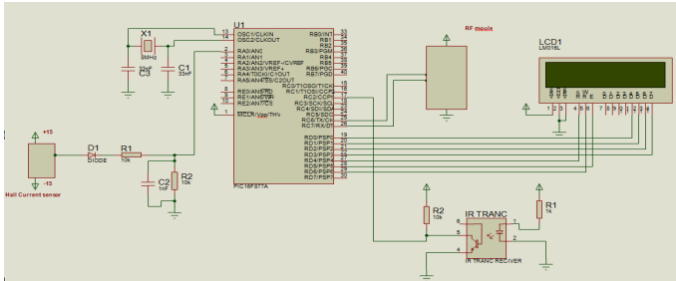 X1
8MHz
C3
C1
33nF
U1
OSC1/CLKIN
OSC2/CLKOUT
RA0/AN0
RA1/AN1
RA2/AN2/VREF-/CVREF
RA3/AN3/VREF+
RA4/T0CKI/C1OUT
RA5/AN4/SS/C2OUT
RE0/AN5/RD
RE1/AN6/WR
RE2/AN7/CS
MCLR/Vpp/THV
RB0/INT
RB1
RB2
RB3/PGM
RB4
RB5
RB6/PGC
RB7/PGD
RC0/T1OSO/T1CKI
RC1/T1OSI/CCP2
RC2/CCP1
RC3/SCK/SCL
RC4/SDI/SDA
RC5/SDO
RC6/TX/CK
RC7/RX/DT
RD0/PSP0
RD1/PSP1
RD2/PSP2
RD3/PSP3
RD4/PSP4
RD5/PSP5
RD6/PSP6
RD7/PSP7
PIC16F877A
RF moule
LCD1
LM016L
+15
-15
Hall Current sensor
D1
DIODE
R1
10k
C2
1nF
R2
10k
R2
10k
IR TRANC
IR TRANC RECIVER
R1
1k